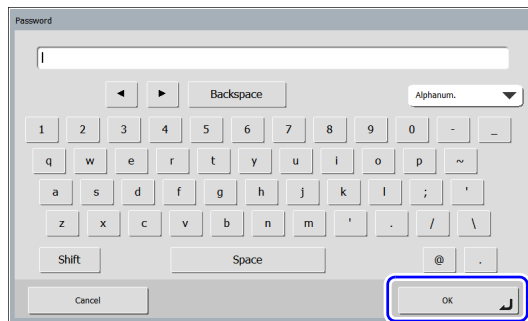 Password
◄ ► Backspace Alphanum.
1 2 3 4 5 6 7 8 9 0 - _
q w e r t y u i o p ~
a s d f g h j k l ; '
z x c v b n m ' . / \
Shift Space @ .
Cancel OK